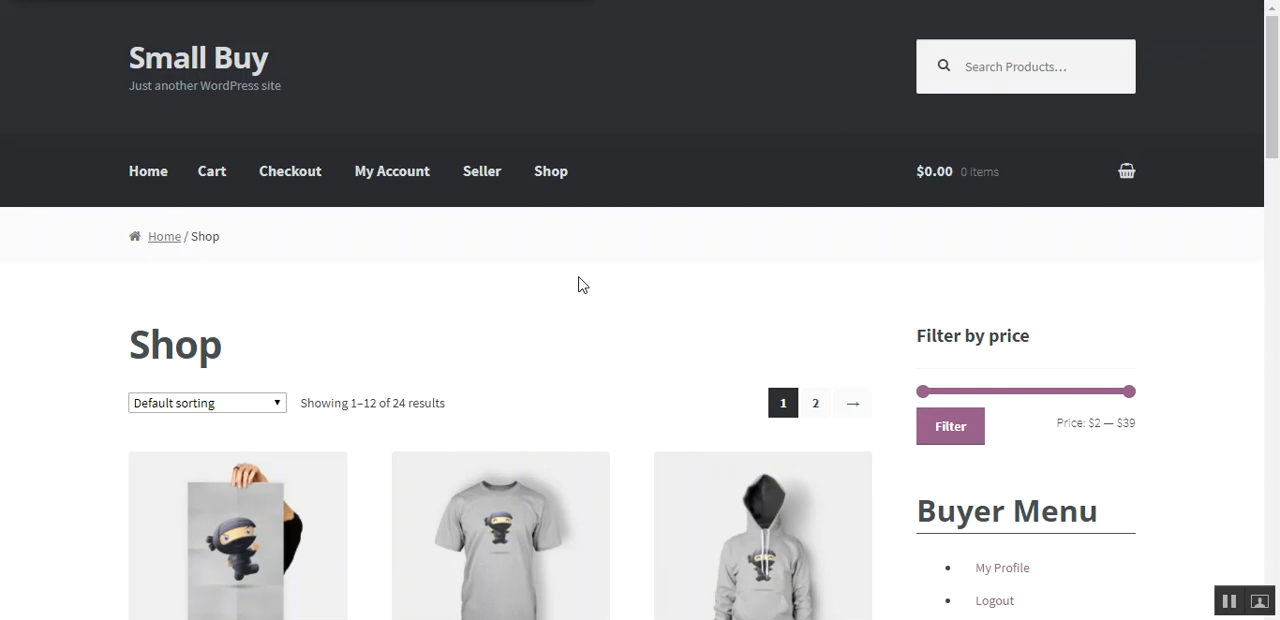 Small Buy
Just another WordPress site
Search Products...
Home Cart Checkout My Account Seller Shop
$0.00 0 items
Home / Shop
Shop
Default sorting
Showing 1–12 of 24 results
1 2 →
Filter by price
Filter
Price: $2 — $39
Buyer Menu
My Profile
Logout